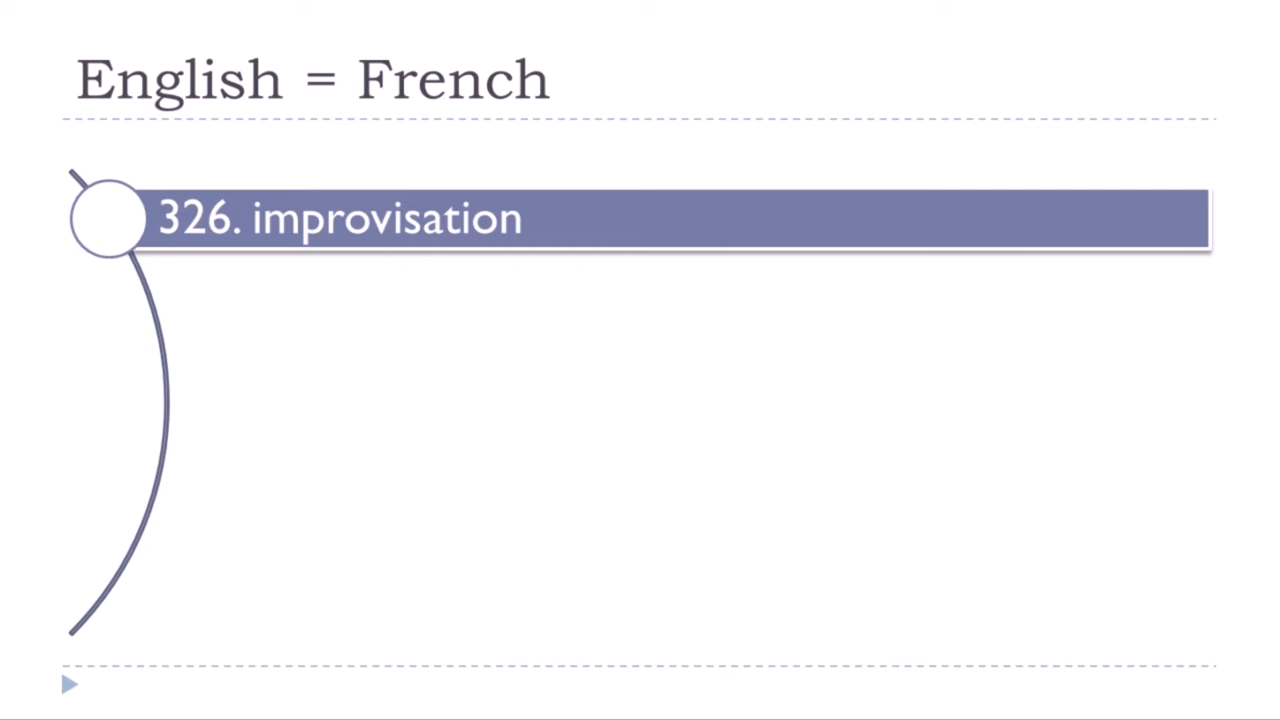 English = French
326. improvisation